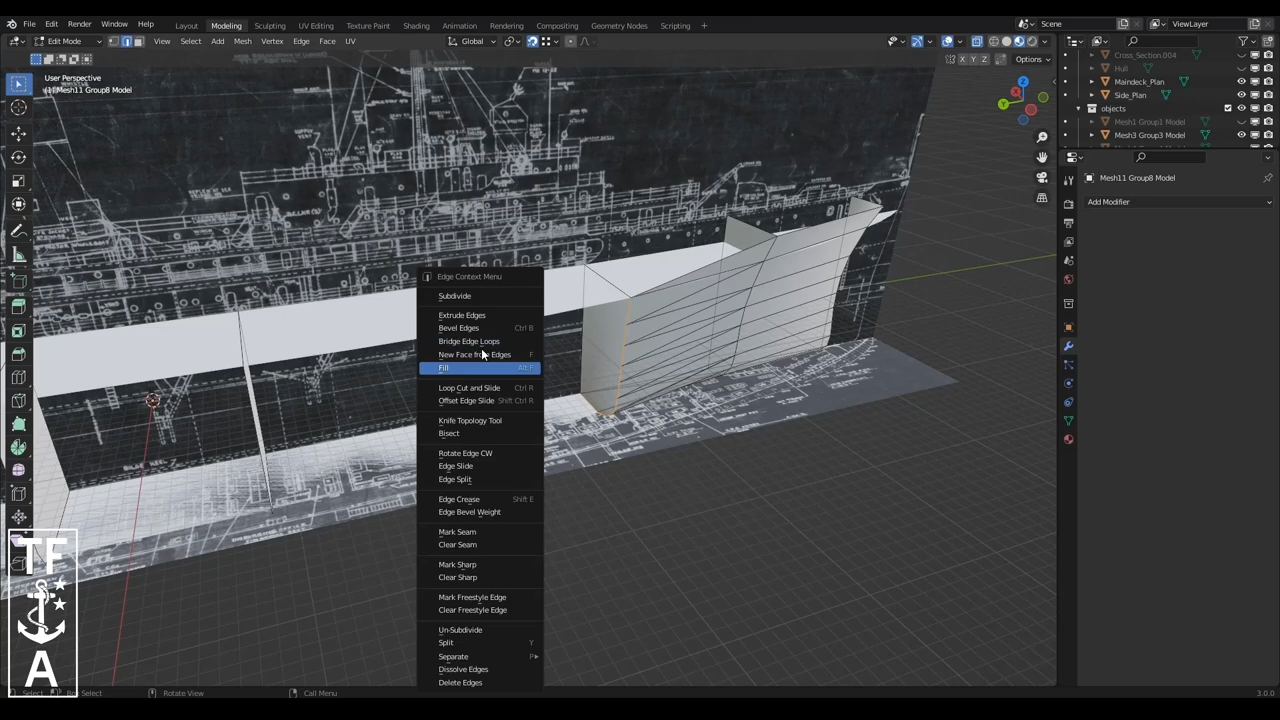 File Edit Render Window Help Layout Modeling Sculpting UV Editing Texture Paint Shading Animation Rendering Compositing Geometry Nodes Scripting + Scene ViewLayer
Edit Mode View Select Add Mesh Vertex Edge Face UV Global
X Y Z Options
User Perspective
(1) Mesh11 Group8 Model
Cross_Section.004
Hull
Maindeck_Plan
Side_Plan
objects
Mesh1 Group1 Model
Mesh3 Group3 Model
Mesh11 Group8 Model
Add Modifier
Z
X
Y
Edge Context Menu
Subdivide
Extrude Edges
Bevel Edges Ctrl B
Bridge Edge Loops
New Face from Edges F
Fill Alt F
Loop Cut and Slide Ctrl R
Offset Edge Slide Shift Ctrl R
Knife Topology Tool
Bisect
Rotate Edge CW
Edge Slide
Edge Split
Edge Crease Shift E
Edge Bevel Weight
Mark Seam
Clear Seam
Mark Sharp
Clear Sharp
Mark Freestyle Edge
Clear Freestyle Edge
Un-Subdivide
Split Y
Separate P
Dissolve Edges
Delete Edges
TF
A
Select Box Select Rotate View Call Menu 3.0.0